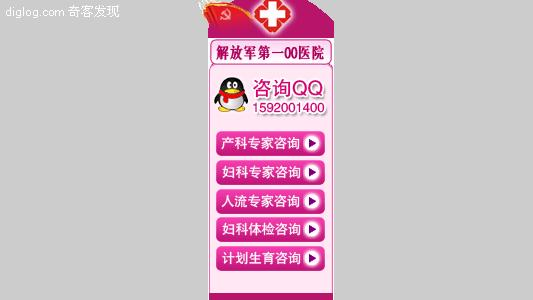 diglog.com 奇客发现
解放军第一00医院
咨询QQ
1592001400
产科专家咨询
妇科专家咨询
人流专家咨询
妇科体检咨询
计划生育咨询